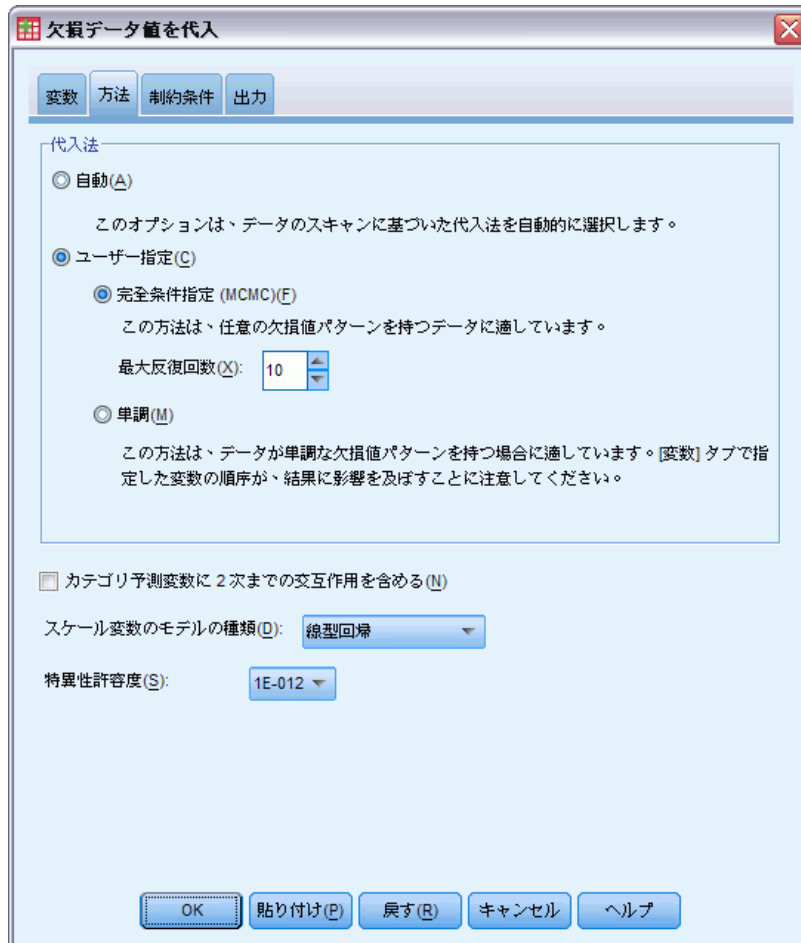 欠損データ値を代入
変数 方法 制約条件 出力
代入法
自動(A)
このオプションは、データのスキャンに基づいた代入法を自動的に選択します。
ユーザー指定(C)
完全条件指定 (MCMC)(F)
この方法は、任意の欠損値パターンを持つデータに適しています。
最大反復回数(X): 10
単調(M)
この方法は、データが単調な欠損値パターンを持つ場合に適しています。[変数] タブで指
定した変数の順序が、結果に影響を及ぼすことに注意してください。
カテゴリ予測変数に 2 次までの交互作用を含める(N)
スケール変数のモデルの種類(D): 線型回帰
特異性許容度(S): 1E-012
OK 貼り付け(P) 戻す(R) キャンセル ヘルプ